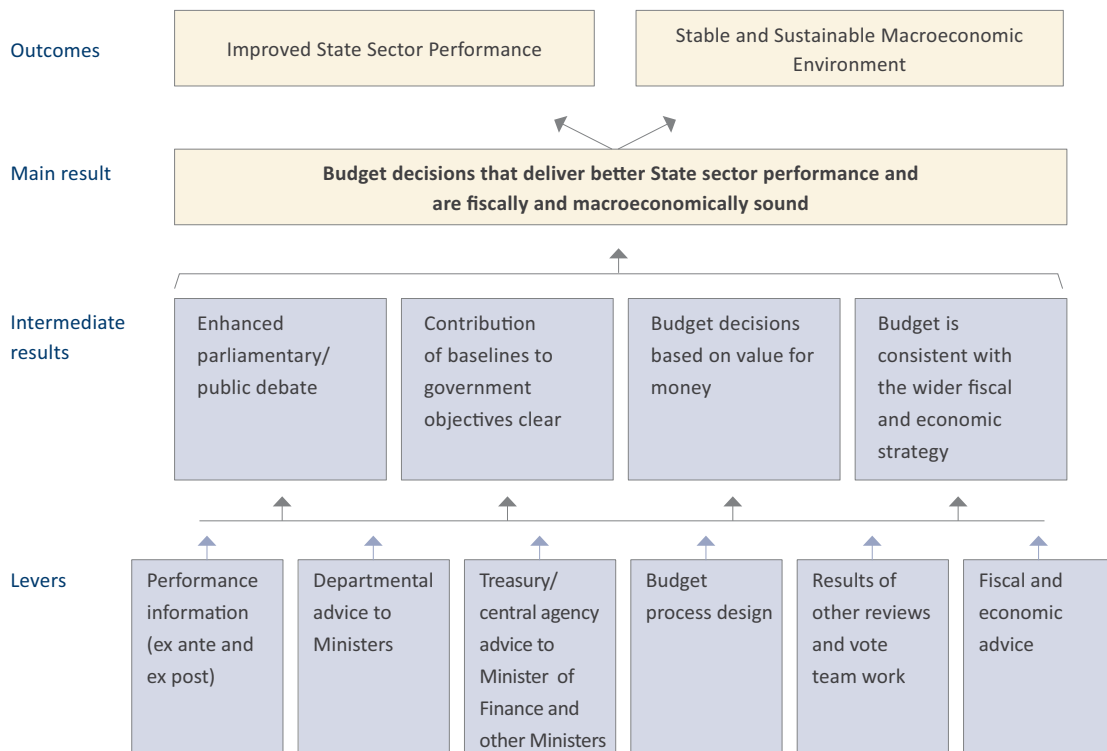 Outcomes
Improved State Sector Performance
Stable and Sustainable Macroeconomic
Environment
Main result
Budget decisions that deliver better State sector performance and
are fiscally and macroeconomically sound
Intermediate
results
Enhanced
parliamentary/
public debate
Contribution
of baselines to
government
objectives clear
Budget decisions
based on value for
money
Budget is
consistent with
the wider fiscal
and economic
strategy
Levers
Performance
information
(ex ante and
ex post)
Departmental
advice to
Ministers
Treasury/
central agency
advice to
Minister of
Finance and
other Ministers
Budget
process design
Results of
other reviews
and vote
team work
Fiscal and
economic
advice